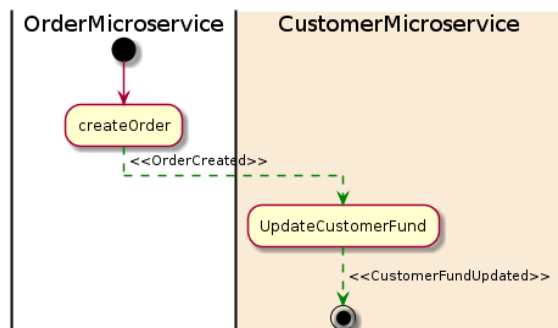 OrderMicroservice
CustomerMicroservice
createOrder
<<OrderCreated>>
UpdateCustomerFund
<<CustomerFundUpdated>>